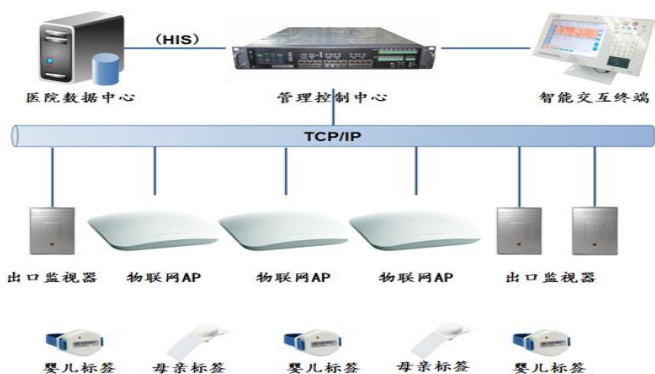 （HIS）
医院数据中心
管理控制中心
智能交互终端
TCP/IP
出口监视器
物联网AP
物联网AP
物联网AP
出口监视器
婴儿标签
母亲标签
婴儿标签
母亲标签
婴儿标签